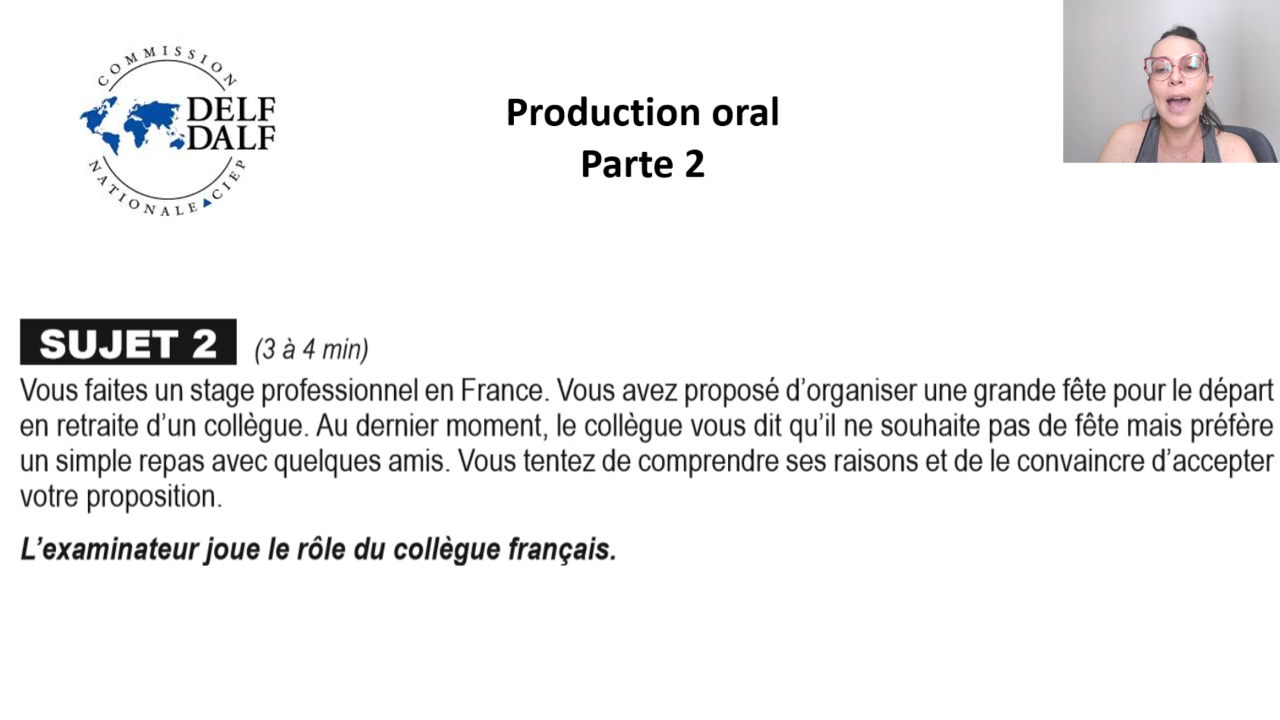 COMMISSION
DELF
DALF
NATIONALE CIEP
Production oral
Parte 2
SUJET 2 (3 à 4 min)
Vous faites un stage professionnel en France. Vous avez proposé d'organiser une grande fête pour le départ
en retraite d'un collègue. Au dernier moment, le collègue vous dit qu'il ne souhaite pas de fête mais préfère
un simple repas avec quelques amis. Vous tentez de comprendre ses raisons et de le convaincre d'accepter
votre proposition.
L'examinateur joue le rôle du collègue français.